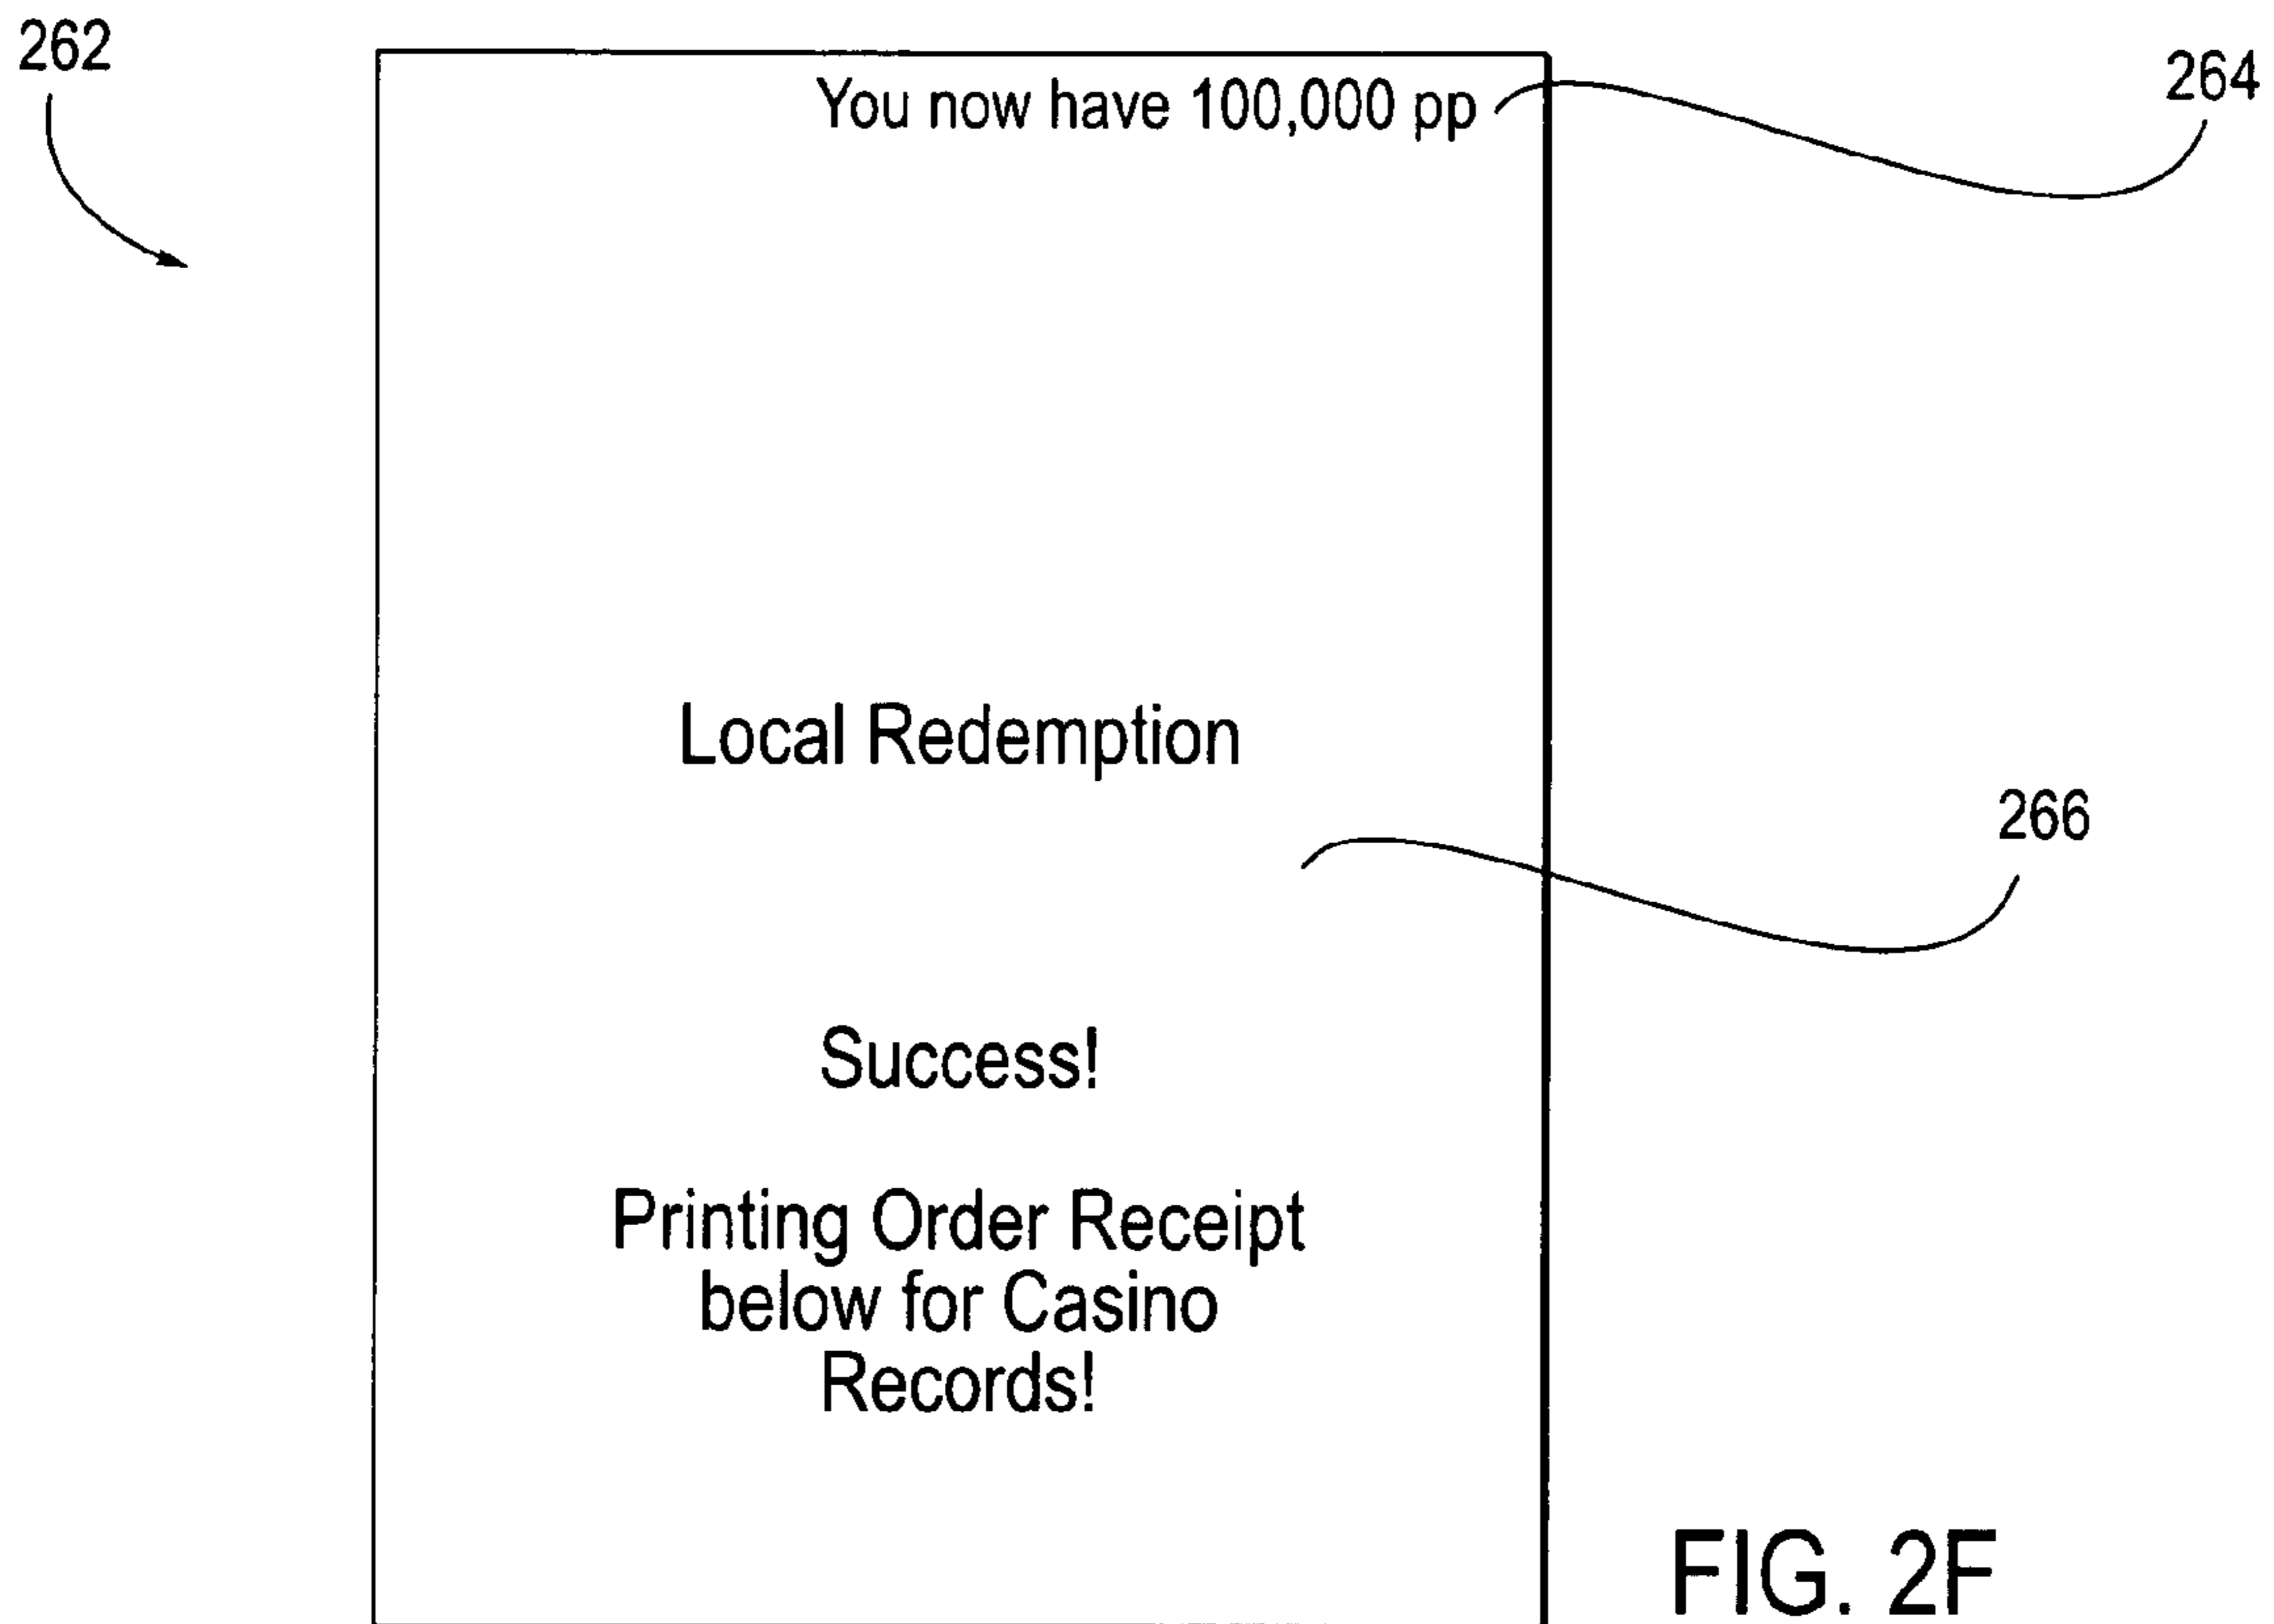 262
You now have 100,000 pp
264
Local Redemption
266
Success!
Printing Order Receipt
below for Casino
Records!
FIG. 2F